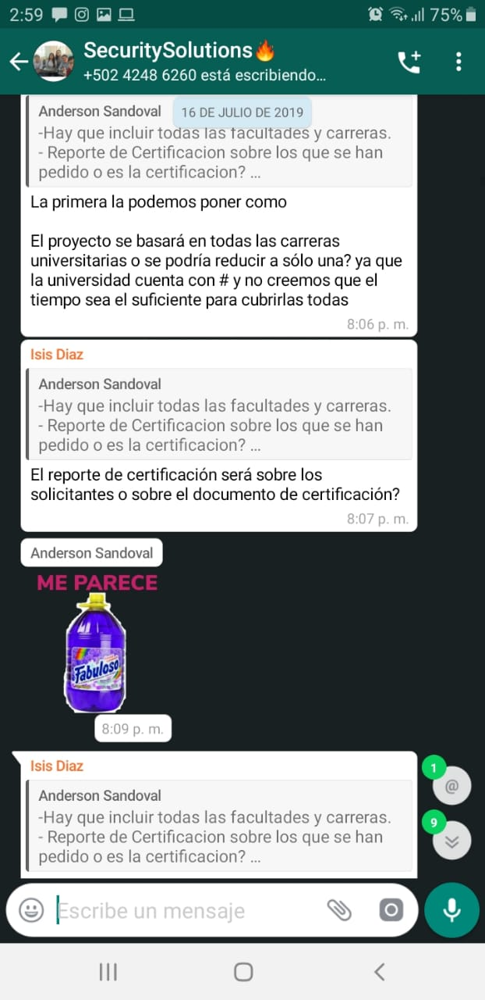 2:59
75%
SecuritySolutions🔥
+502 4248 6260 está escribiendo...
Anderson Sandoval
16 DE JULIO DE 2019
-Hay que incluir todas las facultades y carreras.
- Reporte de Certificacion sobre los que se han
pedido o es la certificacion? ...
La primera la podemos poner como
El proyecto se basará en todas las carreras
universitarias o se podría reducir a sólo una? ya que
la universidad cuenta con # y no creemos que el
tiempo sea el suficiente para cubrirlas todas
8:06 p. m.
Isis Diaz
Anderson Sandoval
-Hay que incluir todas las facultades y carreras.
- Reporte de Certificacion sobre los que se han
pedido o es la certificacion? ...
El reporte de certificación será sobre los
solicitantes o sobre el documento de certificación?
8:07 p. m.
Anderson Sandoval
ME PARECE
Fabuloso
8:09 p. m.
Isis Diaz
1
@
Anderson Sandoval
-Hay que incluir todas las facultades y carreras.
9
- Reporte de Certificacion sobre los que se han
pedido o es la certificacion? ...
Escribe un mensaje